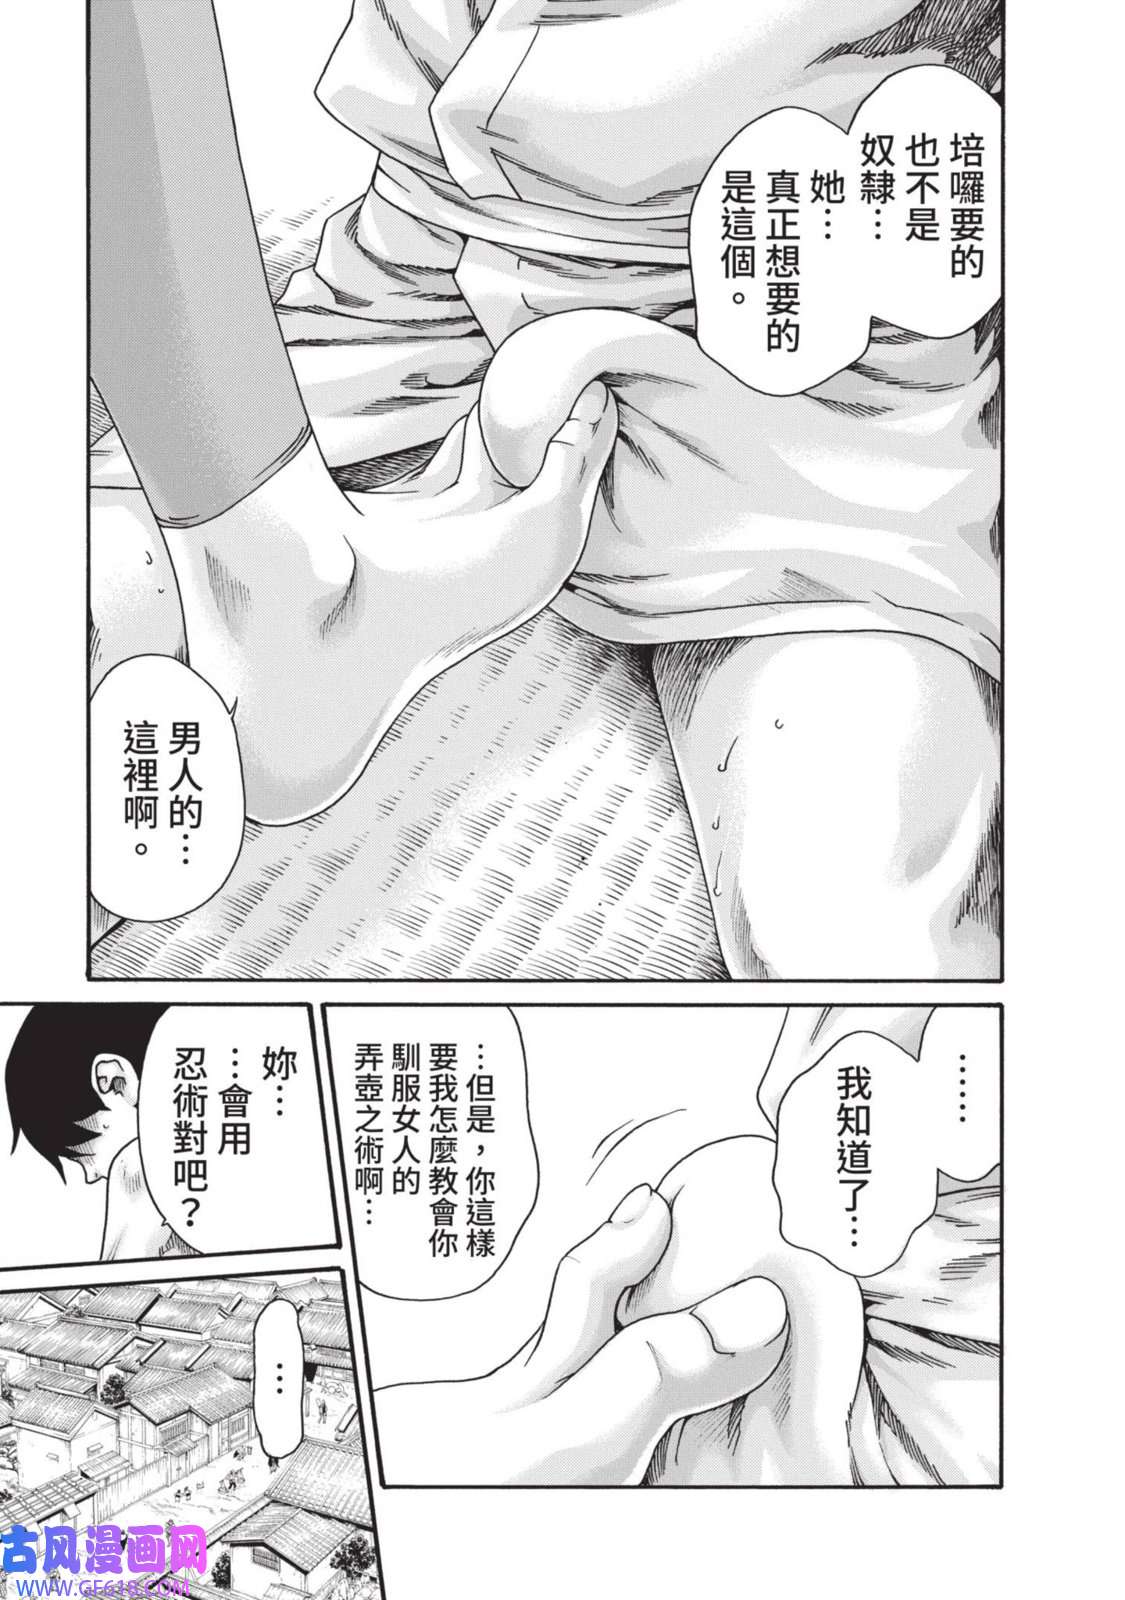 培囉要的
也不是
奴隸…
她…
真正想要的
是這個。
男人的…
這裡啊。
……
我知道了…
…但是，你這樣
要我怎麼教會你
馴服女人的
弄壺之術啊…
妳…
…會用
忍術對吧？
…
古风漫画网
WWW.GF618.COM